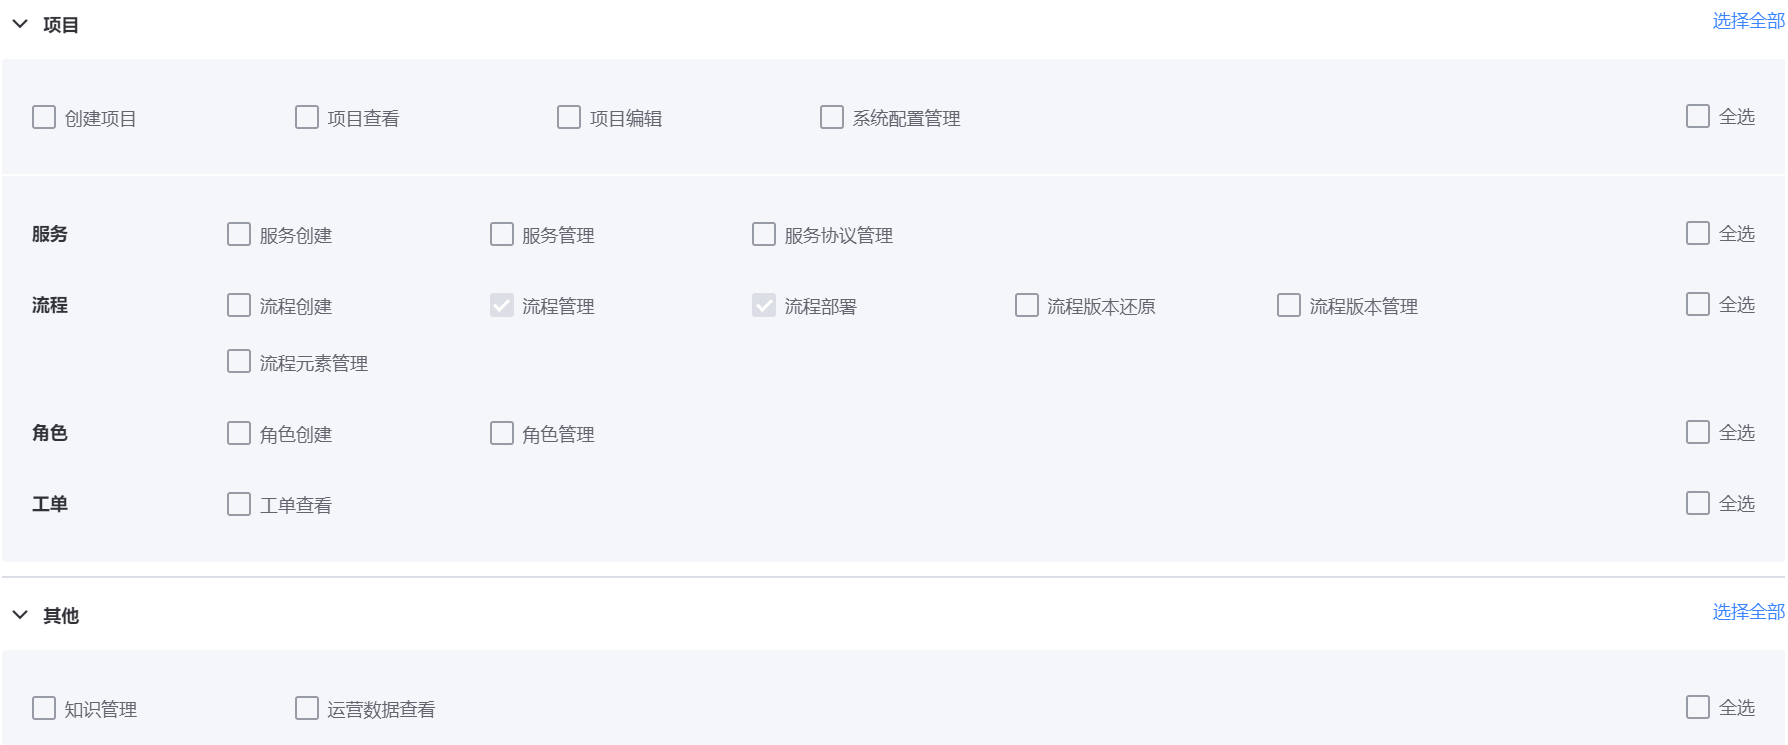 项目 选择全部
创建项目 项目查看 项目编辑 系统配置管理 全选
服务 服务创建 服务管理 服务协议管理 全选
流程 流程创建 流程管理 流程部署 流程版本还原 流程版本管理 全选
流程元素管理
角色 角色创建 角色管理 全选
工单 工单查看 全选
其他 选择全部
知识管理 运营数据查看 全选